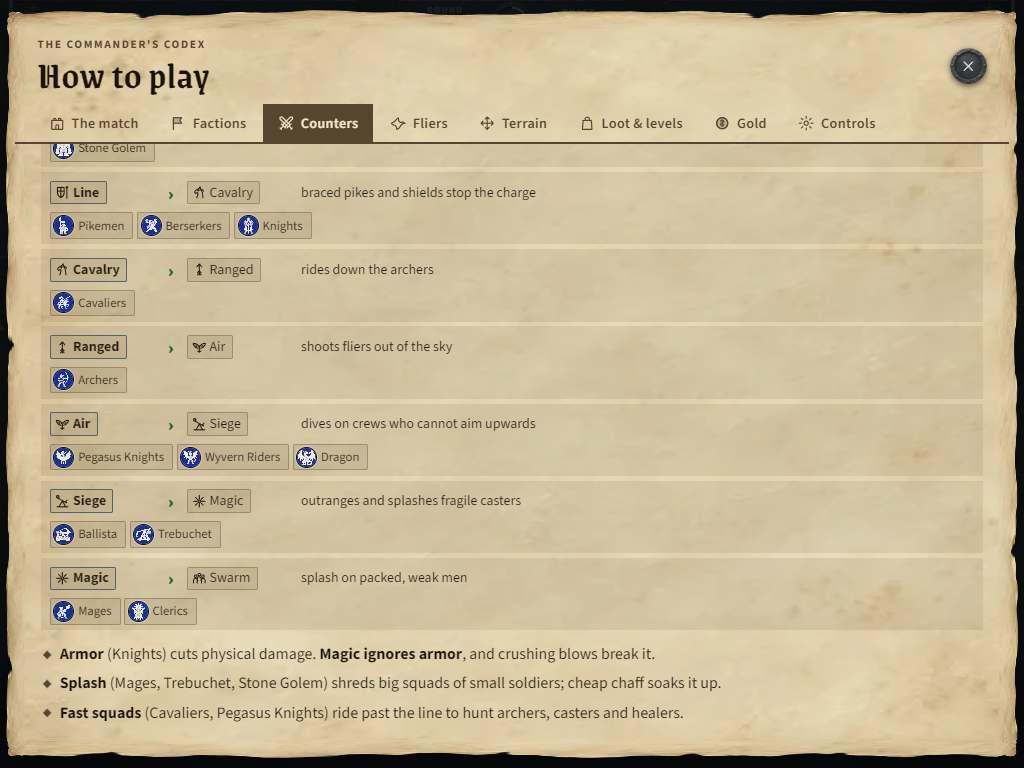 THE COMMANDER'S CODEX
How to play
The match Factions Counters Fliers Terrain Loot & levels Gold Controls
Stone Golem
Line › Cavalry braced pikes and shields stop the charge
Pikemen Berserkers Knights
Cavalry › Ranged rides down the archers
Cavaliers
Ranged › Air shoots fliers out of the sky
Archers
Air › Siege dives on crews who cannot aim upwards
Pegasus Knights Wyvern Riders Dragon
Siege › Magic outranges and splashes fragile casters
Ballista Trebuchet
Magic › Swarm splash on packed, weak men
Mages Clerics
◆ Armor (Knights) cuts physical damage. Magic ignores armor, and crushing blows break it.
◆ Splash (Mages, Trebuchet, Stone Golem) shreds big squads of small soldiers; cheap chaff soaks it up.
◆ Fast squads (Cavaliers, Pegasus Knights) ride past the line to hunt archers, casters and healers.